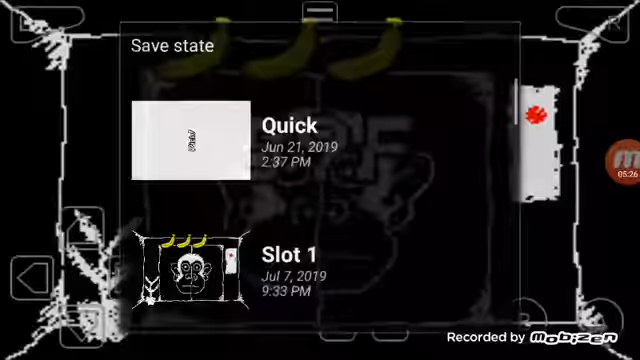 Save state
Quick
Jun 21, 2019
2:37 PM
Slot 1
Jul 7, 2019
9:33 PM
R
05:26
Recorded by mobizen